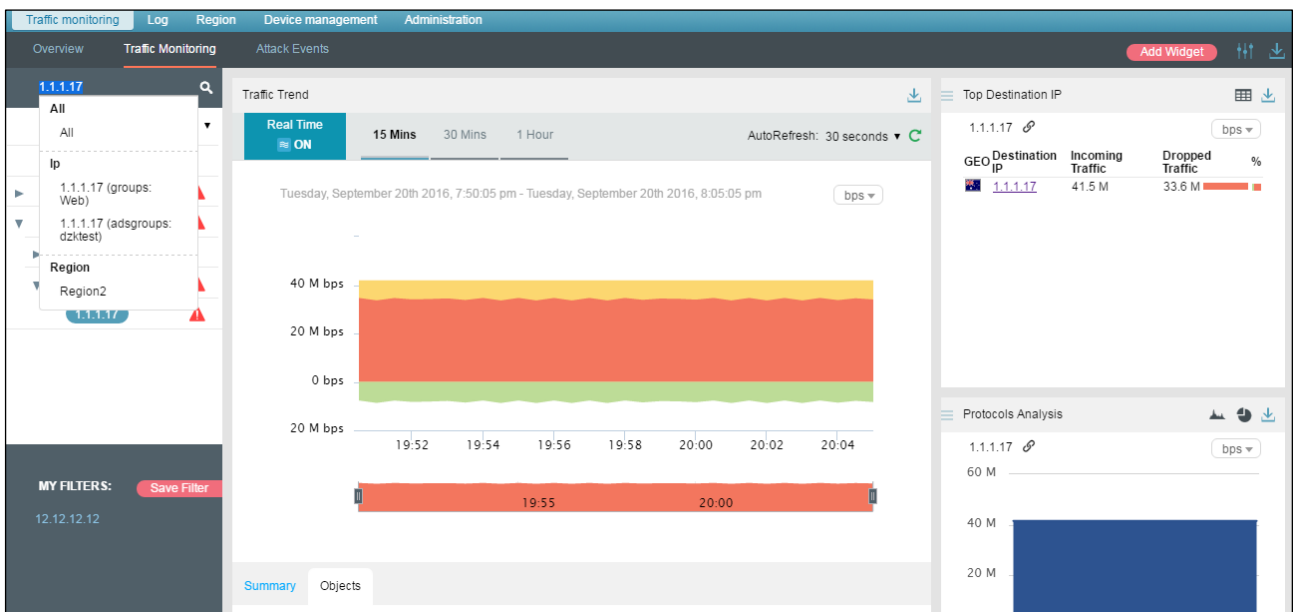 Traffic monitoring Log Region Device management Administration
Overview Traffic Monitoring Attack Events Add Widget
1.1.1.17
All
All
Ip
1.1.1.17 (groups:
Web)
1.1.1.17 (adsgroups:
dzktest)
Region
Region2
1.1.1.17
MY FILTERS: Save Filter
12.12.12.12
Traffic Trend
Real Time
ON
15 Mins 30 Mins 1 Hour AutoRefresh: 30 seconds
Tuesday, September 20th 2016, 7:50:05 pm - Tuesday, September 20th 2016, 8:05:05 pm bps
40 M bps
20 M bps
0 bps
20 M bps
19:52 19:54 19:56 19:58 20:00 20:02 20:04
19:55 20:00
Summary Objects
Top Destination IP
1.1.1.17 bps
GEO Destination IP Incoming Traffic Dropped Traffic %
1.1.1.17 41.5 M 33.6 M
Protocols Analysis
1.1.1.17 bps
60 M
40 M
20 M